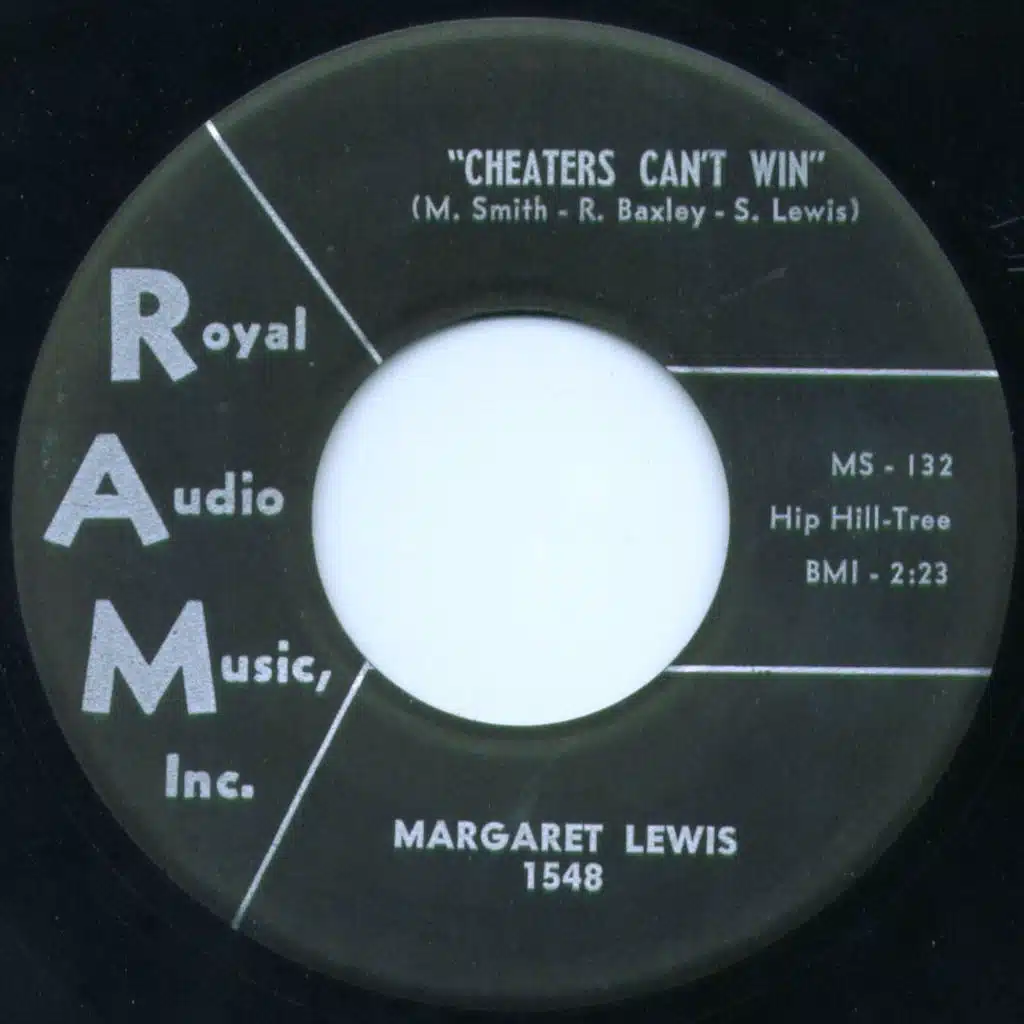 "CHEATERS CAN'T WIN"
(M. Smith - R. Baxley - S. Lewis)
Royal
Audio
Music,
Inc.
MS - 132
Hip Hill-Tree
BMI - 2:23
MARGARET LEWIS
1548